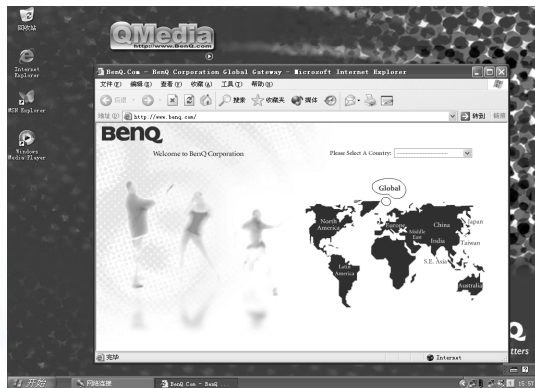 回收站
Internet
Explorer
MSN Explorer
Windows
Media Player
QMedia
http://www.BenQ.com
BenQ.Com - BenQ Corporation Global Gateway - Microsoft Internet Explorer
文件(F) 编辑(E) 查看(V) 收藏(A) 工具(T) 帮助(H)
后退 搜索 收藏夹 媒体
地址(D) http://www.benq.com/ 转到 链接
BenQ
Welcome to BenQ Corporation
Please Select A Country: --------------------
Global
North
America
Europe
Middle
East
China
India
Japan
Taiwan
S.E. Asia
Latin
America
Australia
完毕 Internet
Q
tters
开始 网络连接 BenQ.Com - BenQ ... 15:57